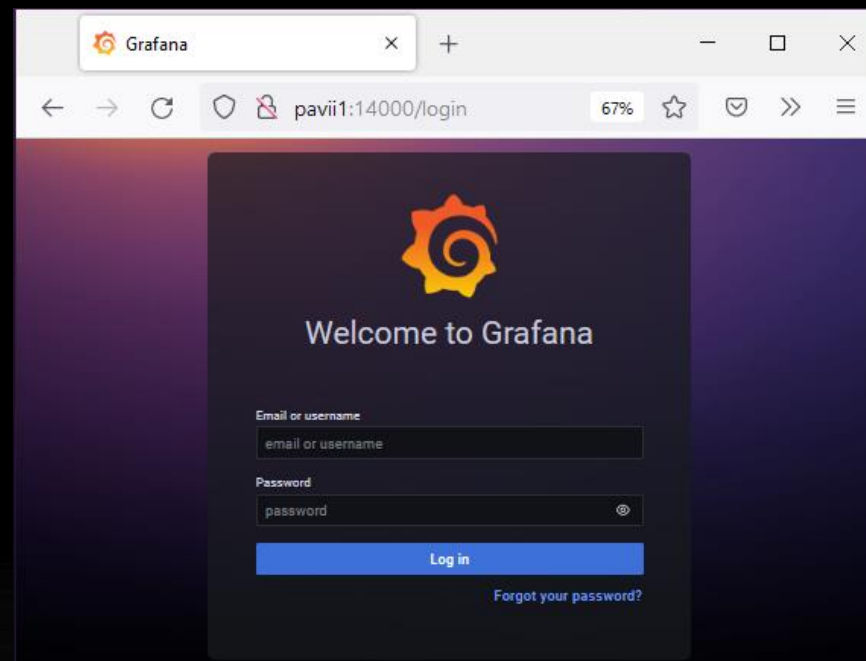 Grafana
pavii1:14000/login
67%
Welcome to Grafana
Email or username
email or username
Password
password
Log in
Forgot your password?